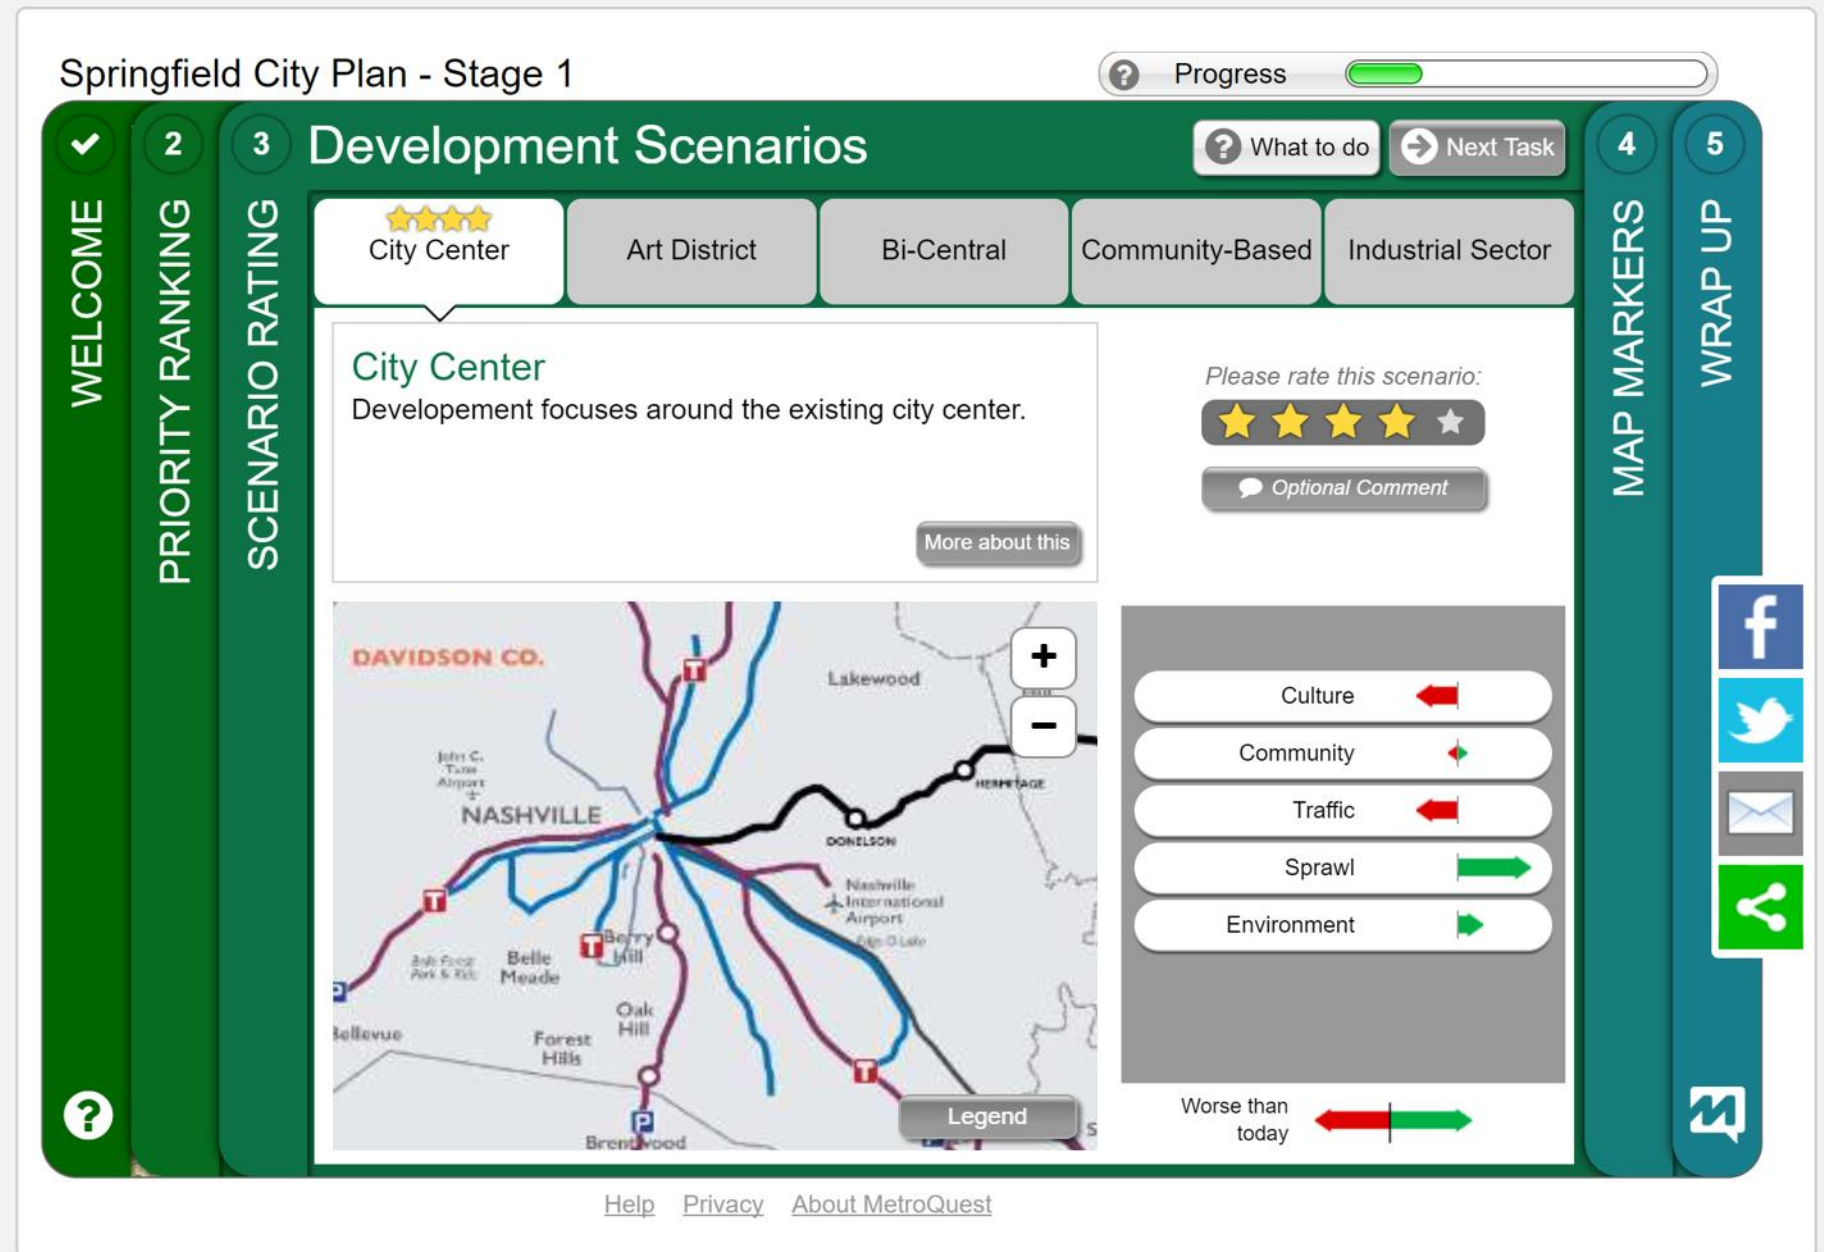 Springfield City Plan - Stage 1
Progress
WELCOME
2
PRIORITY RANKING
3
SCENARIO RATING
Development Scenarios
What to do
Next Task
4
MAP MARKERS
5
WRAP UP
City Center
Art District
Bi-Central
Community-Based
Industrial Sector
City Center
Developement focuses around the existing city center.
More about this
Please rate this scenario:
Optional Comment
DAVIDSON CO.
Lakewood
+
−
John C.
Tune
Airport
NASHVILLE
HERMITAGE
DONELSON
T
T
T
T
Nashville
International
Airport
Berry
Hill
Belle
Meade
P
Oak
Hill
Bellevue
Forest
Hills
P
Brentwood
Legend
S
Culture
Community
Traffic
Sprawl
Environment
Worse than
today
f
Help Privacy About MetroQuest